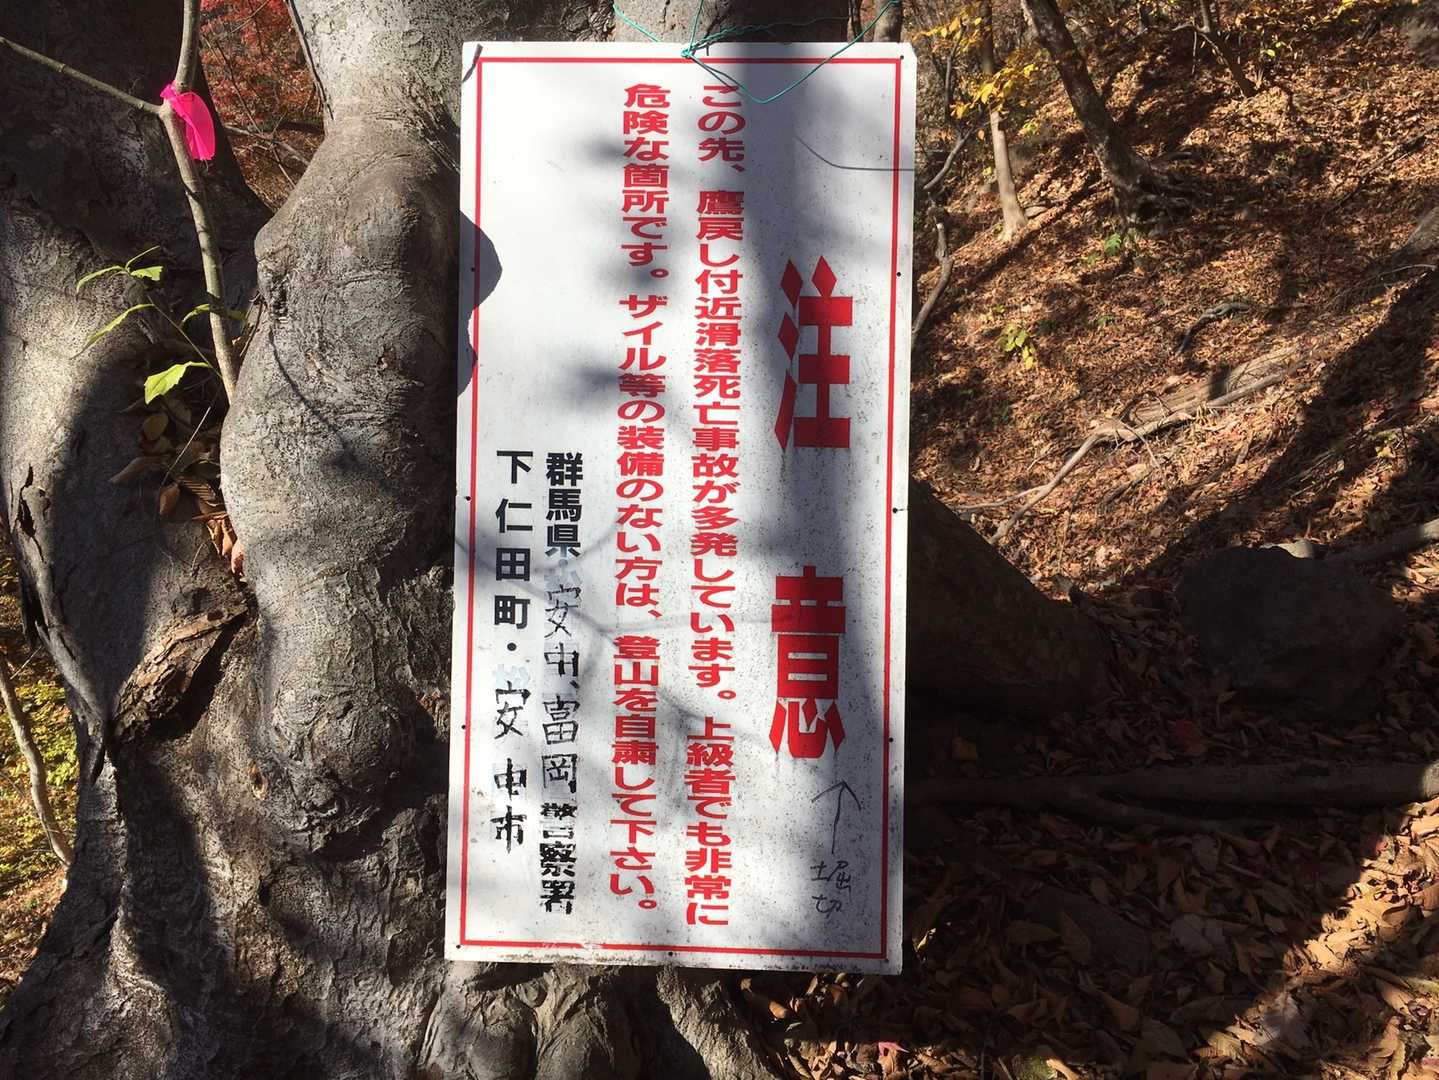 注意
この先、鷹戻し付近滑落死亡事故が多発しています。上級者でも非常に
危険な箇所です。ザイル等の装備のない方は、登山を自粛して下さい。
群馬県・安中、富岡警察署
下仁田町・安中市
↑
堀切